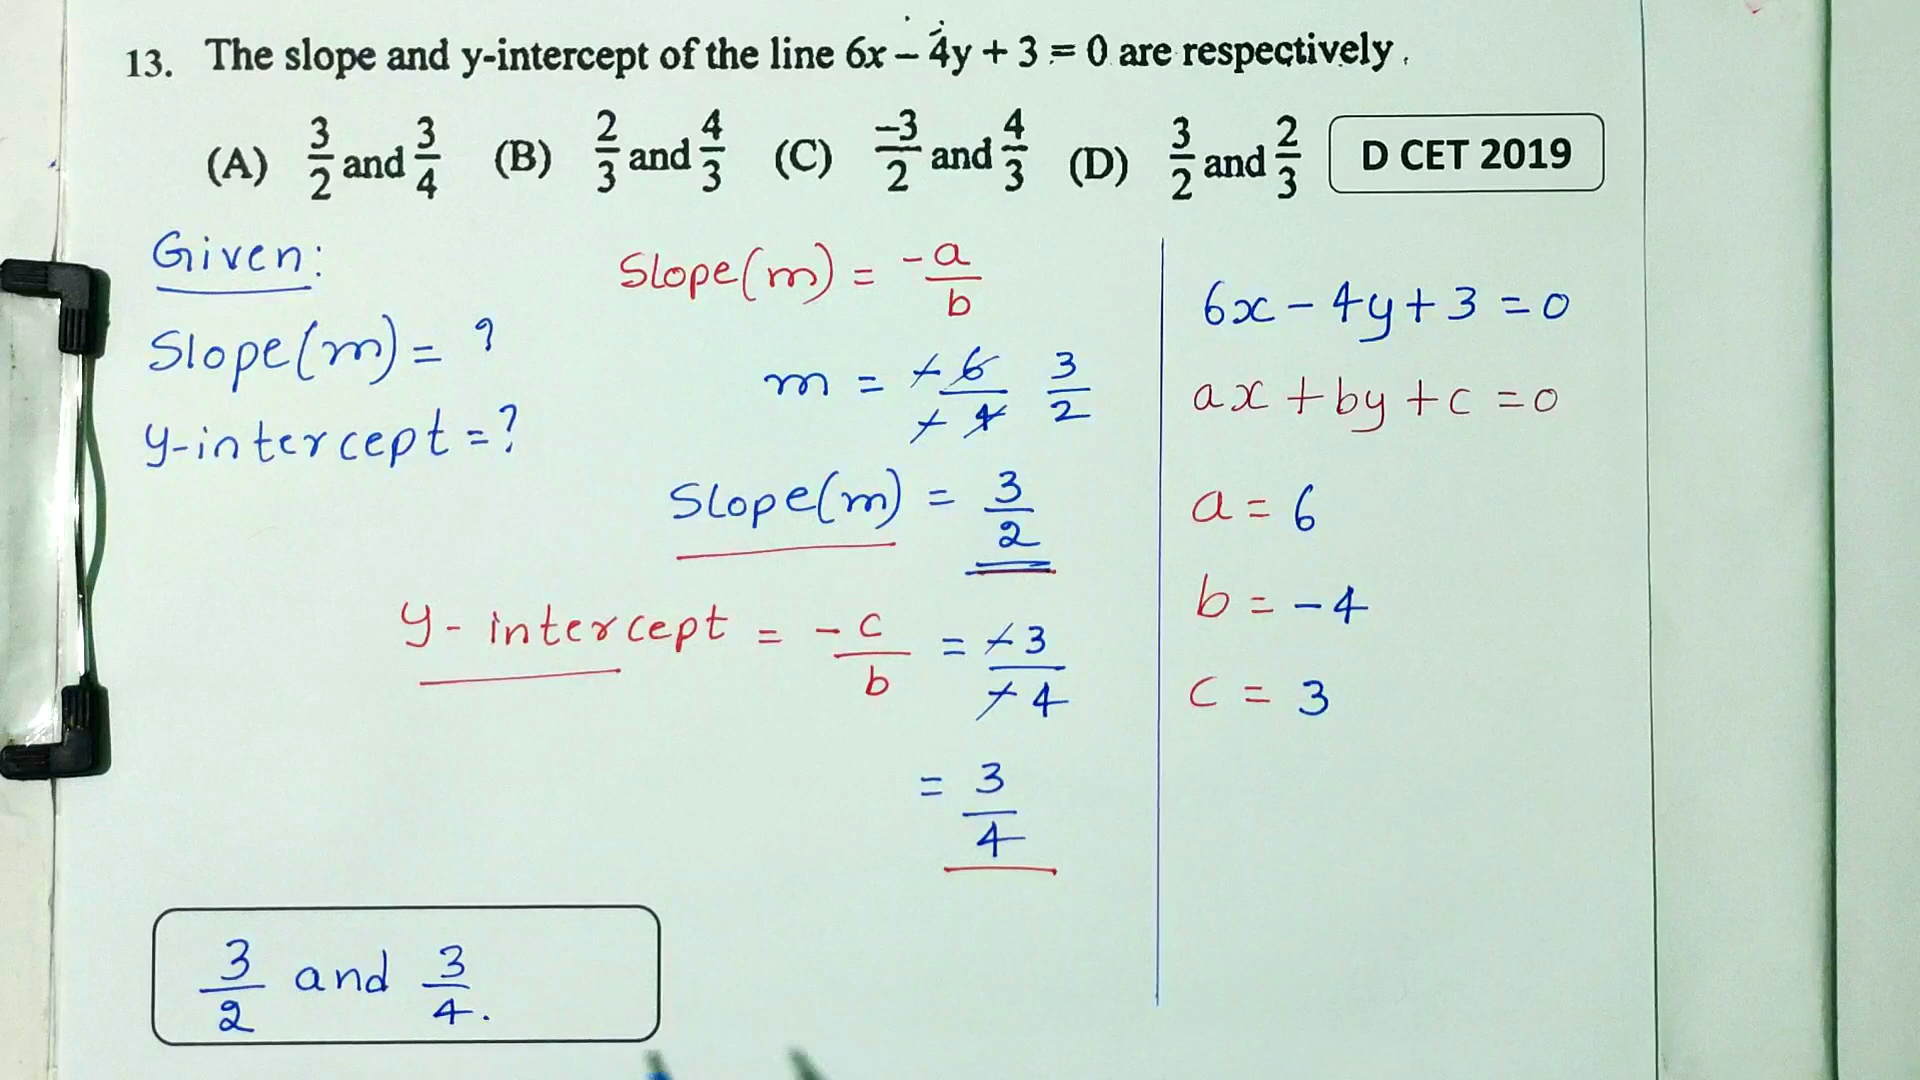 13. The slope and y-intercept of the line 6x – 4y + 3 = 0 are respectively.
(A) 3/2 and 3/4 (B) 2/3 and 4/3 (C) –3/2 and 4/3 (D) 3/2 and 2/3 D CET 2019
Given:
Slope(m) = ?
y-intercept = ?
Slope(m) = -a/b
m = -6/-4 3/2
Slope(m) = 3/2
y-intercept = -c/b = -3/-4
= 3/4
6x - 4y + 3 = 0
ax + by + c = 0
a = 6
b = -4
c = 3
3/2 and 3/4.